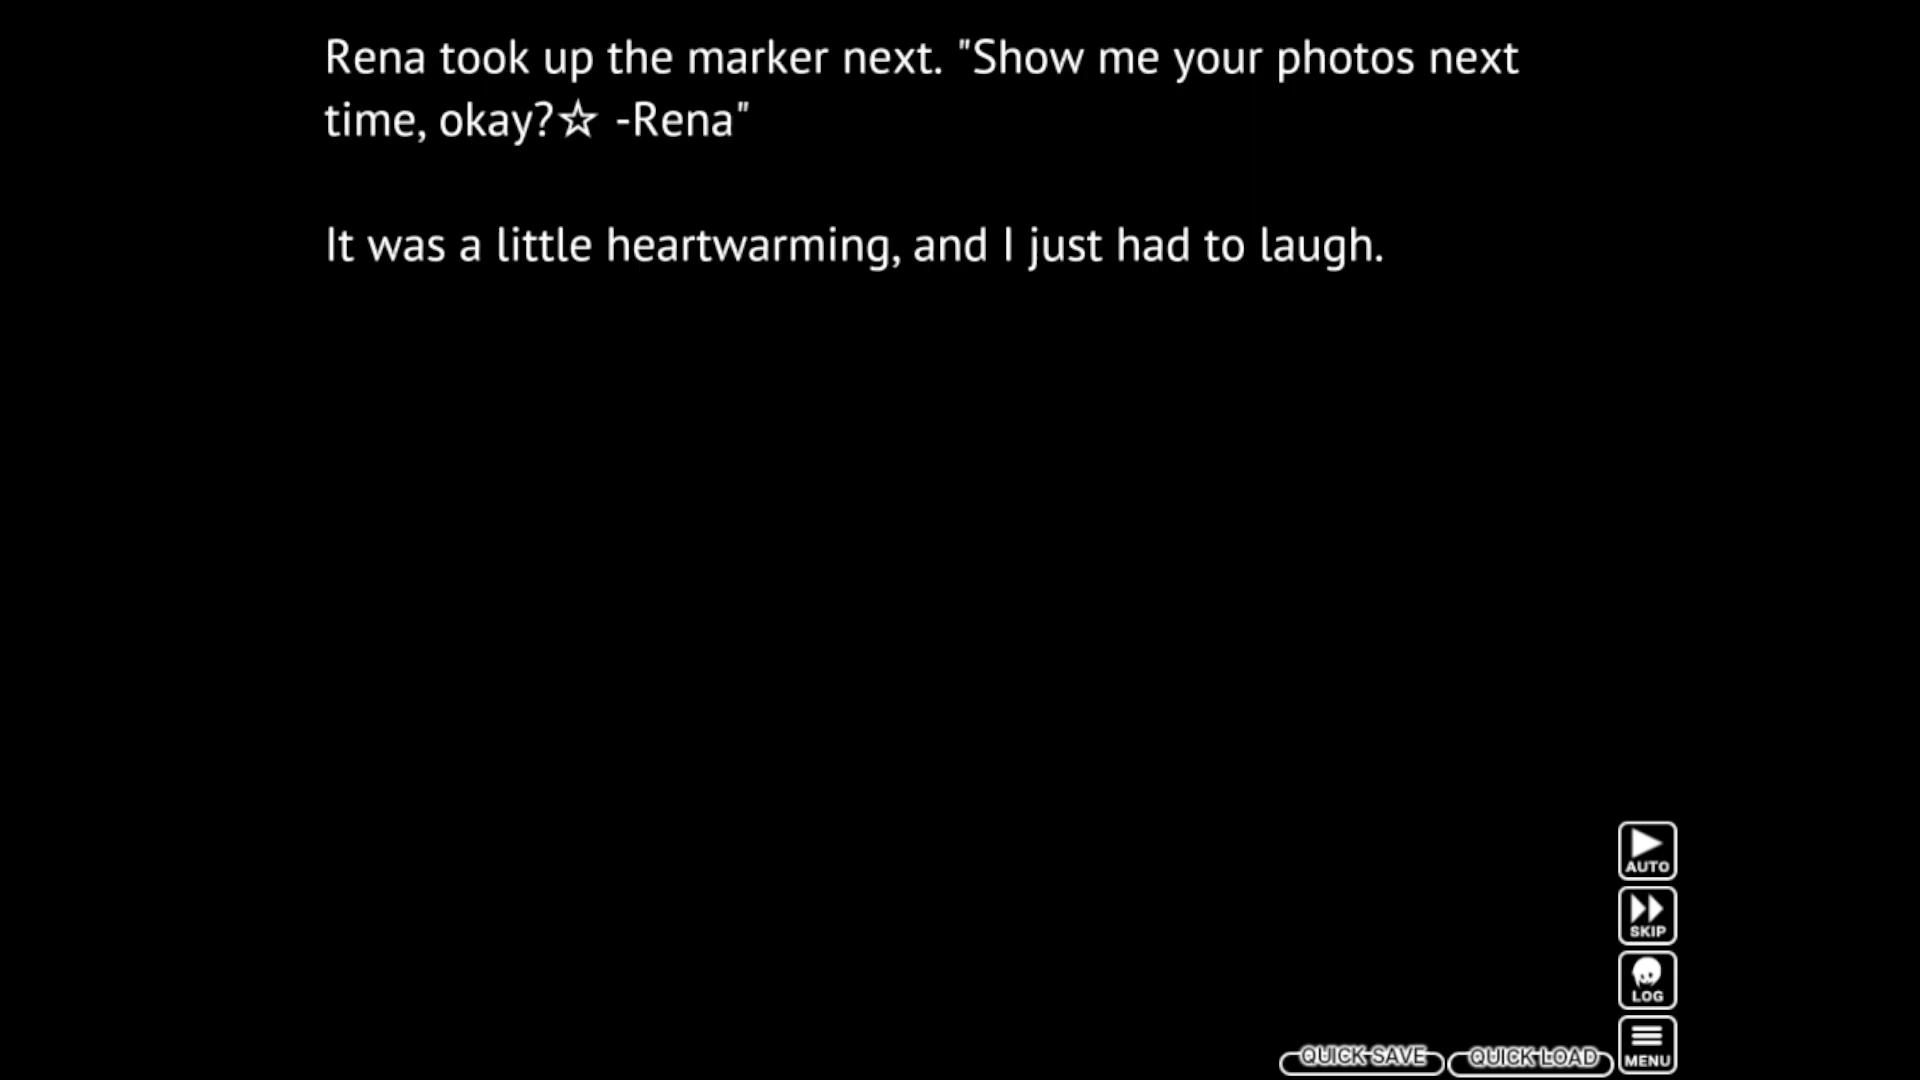 Rena took up the marker next. "Show me your photos next
time, okay?☆ -Rena"
It was a little heartwarming, and I just had to laugh.
AUTO
SKIP
LOG
QUICK SAVE
QUICK LOAD
MENU